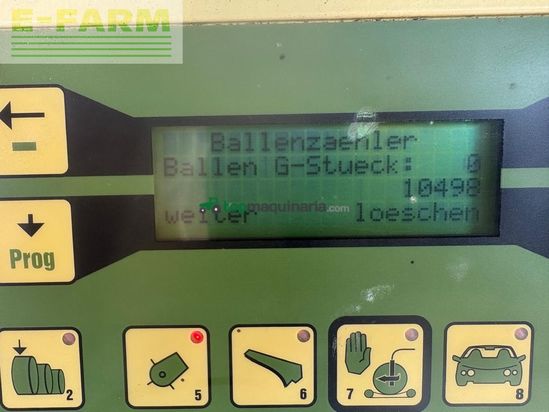 E-FARM
Ballenzaehler
Ballen G-Stueck: 0
10498
weiter loeschen
maquinaria.com
Prog
2 5 6 7 8